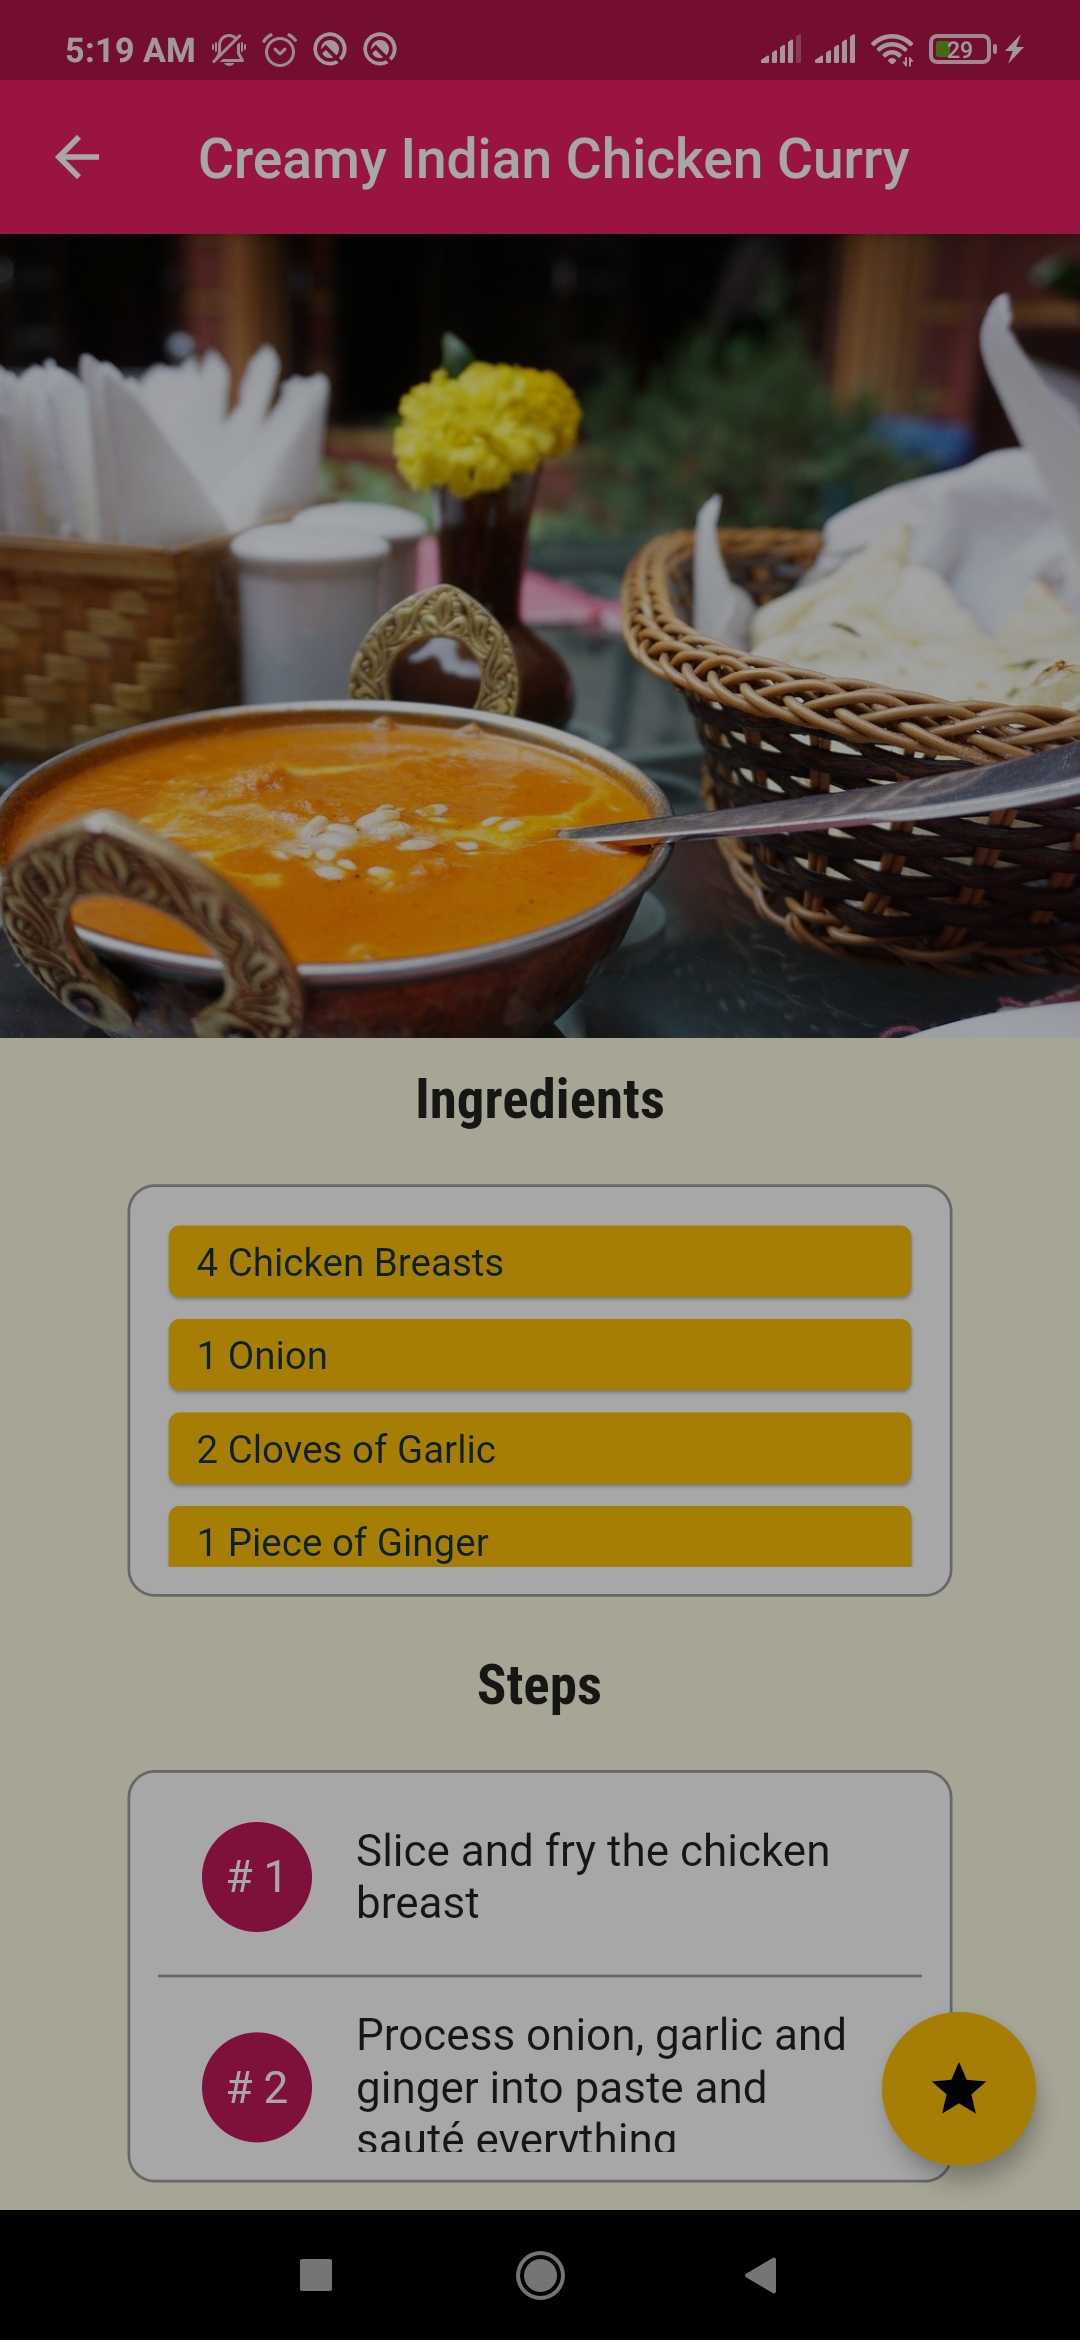 5:19 AM
29
Creamy Indian Chicken Curry
Ingredients
4 Chicken Breasts
1 Onion
2 Cloves of Garlic
1 Piece of Ginger
Steps
# 1
Slice and fry the chicken
breast
# 2
Process onion, garlic and
ginger into paste and
sauté everything